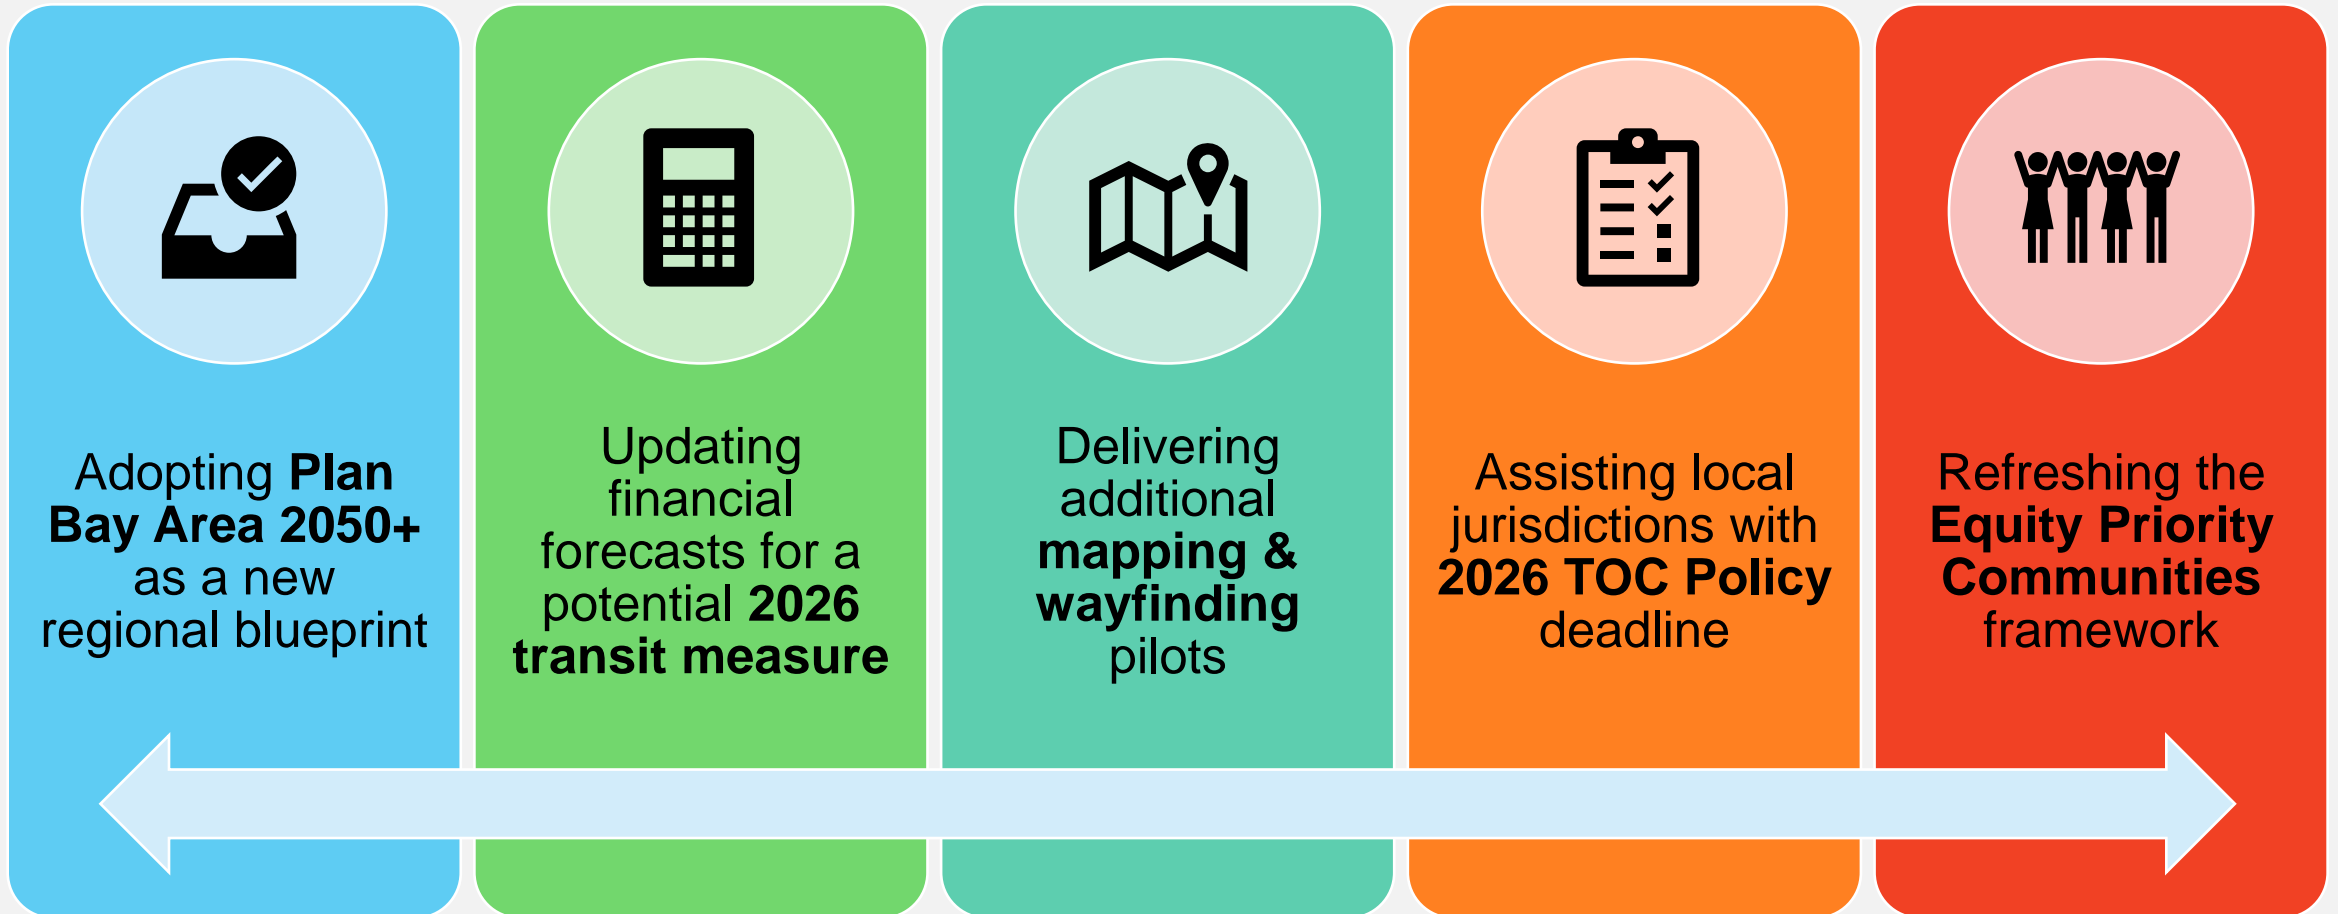 Adopting Plan
Bay Area 2050+
as a new
regional blueprint
Updating
financial
forecasts for a
potential 2026
transit measure
Delivering
additional
mapping &
wayfinding
pilots
Assisting local
jurisdictions with
2026 TOC Policy
deadline
Refreshing the
Equity Priority
Communities
framework